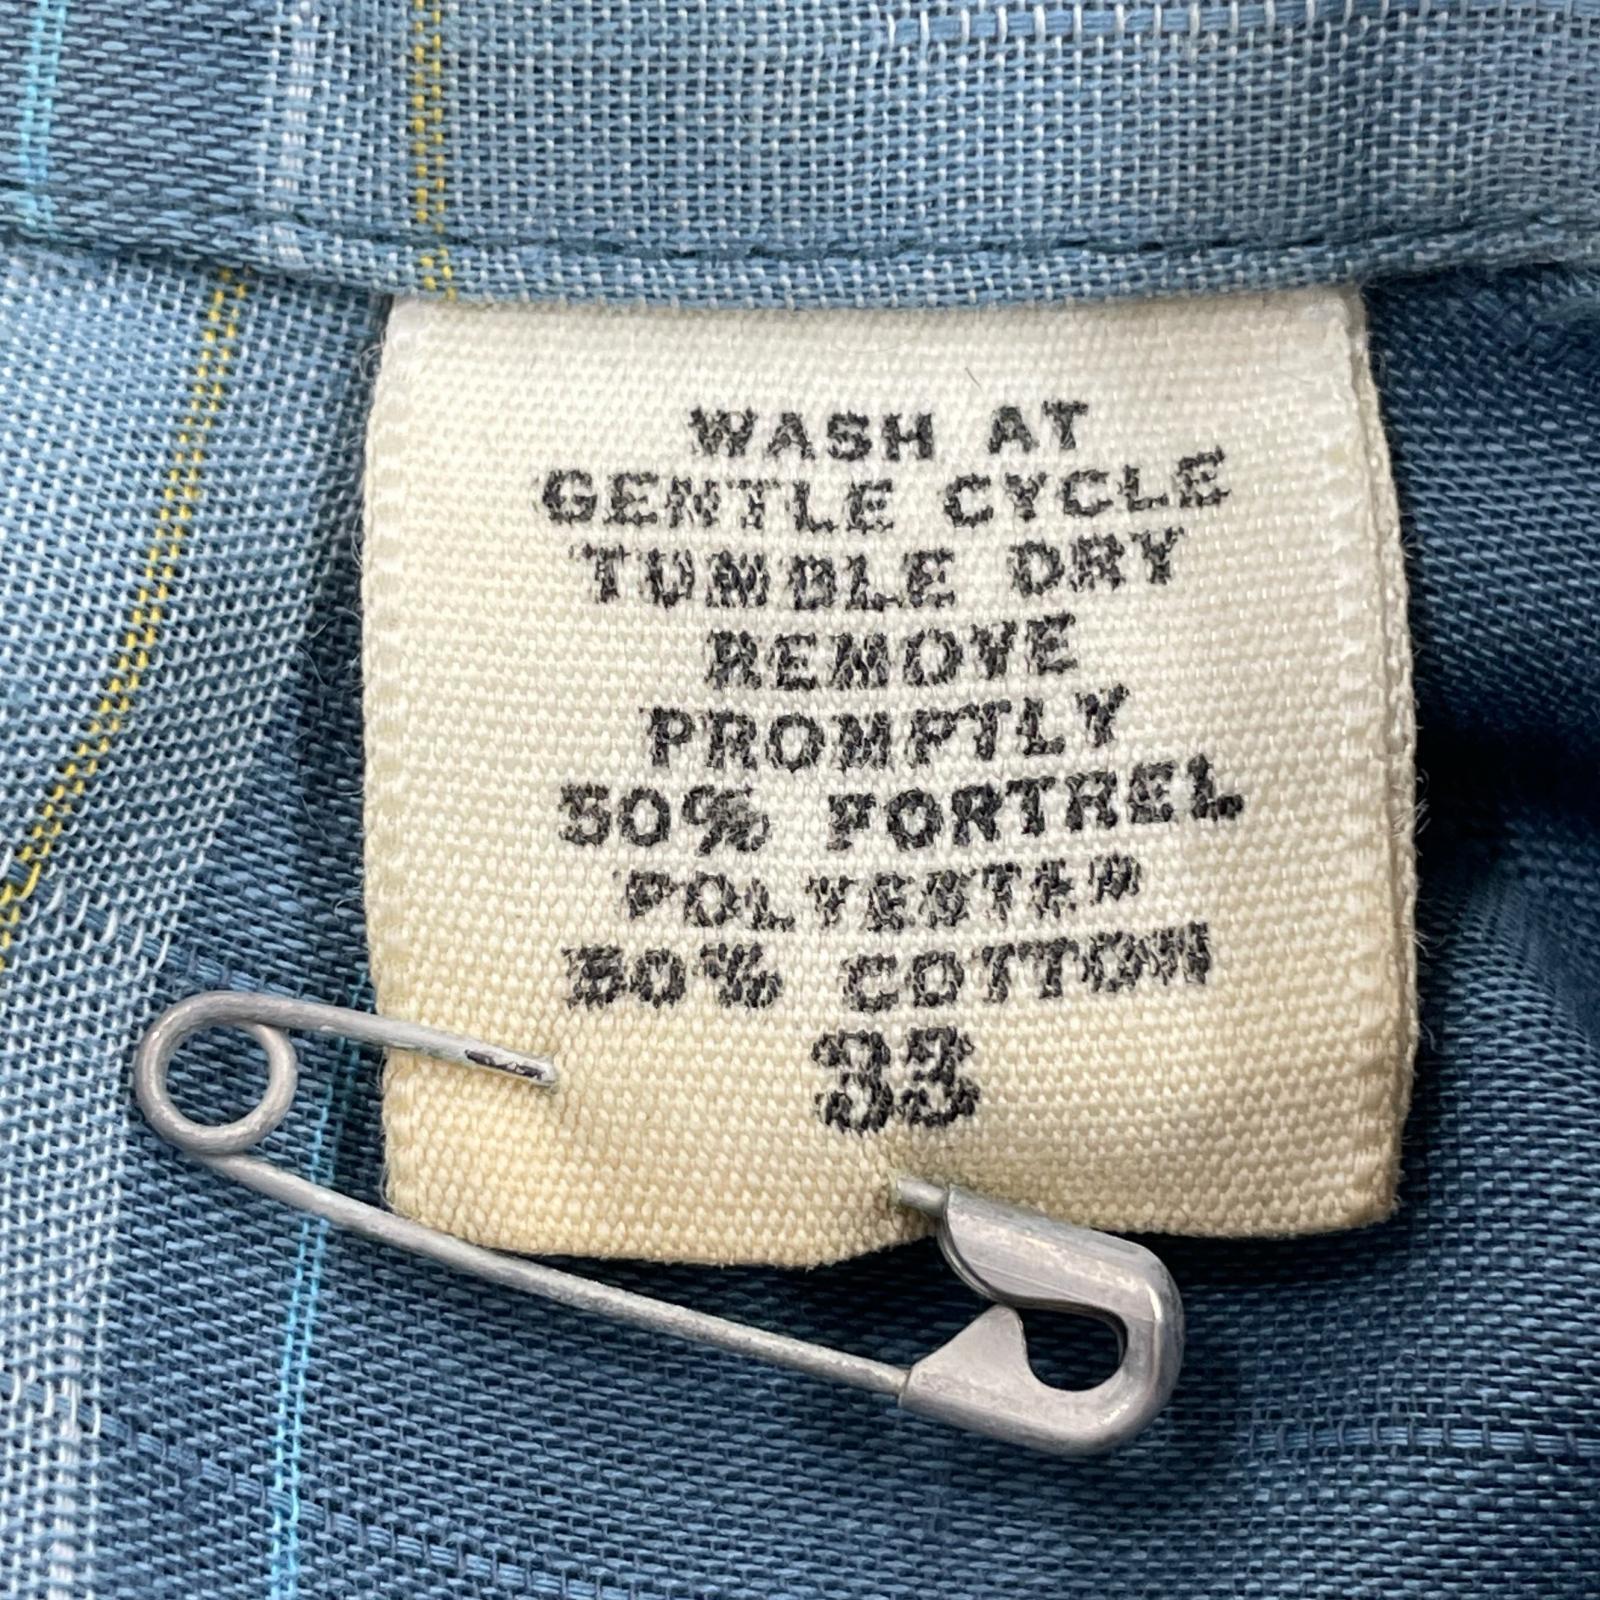 WASH AT
GENTLE CYCLE
TUMBLE DRY
REMOVE
PROMPTLY
50% FORTREL
POLYESTER
50% COTTON
33